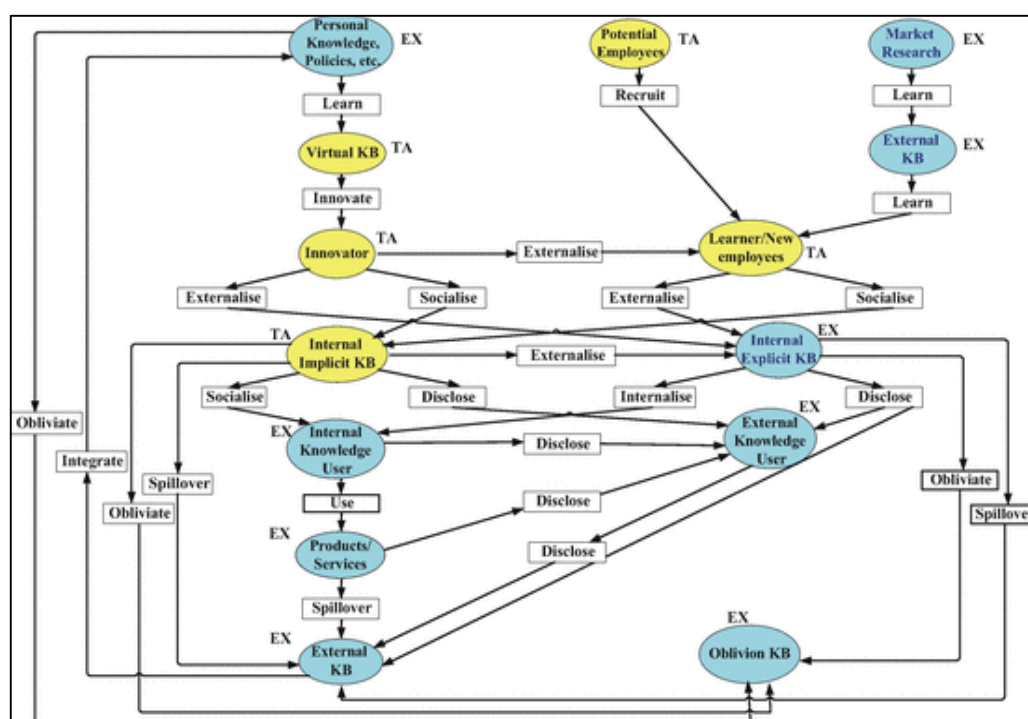 Personal
Knowledge,
Policies, etc.
EX
Potential
Employees
TA
Market
Research
EX
Learn
Recruit
Learn
Virtual KB
TA
External
KB
EX
Innovate
Learn
Innovator
TA
Externalise
Learner/New
employees
TA
Externalise
Socialise
Externalise
Socialise
TA
Internal
Implicit KB
Externalise
EX
Internal
Explicit KB
Socialise
Disclose
Internalise
Disclose
Obliviate
EX
Internal
Knowledge
User
Disclose
EX
External
Knowledge
User
Integrate
Spillover
Obliviate
Use
Disclose
Obliviate
Spillove
EX
Products/
Services
Disclose
Spillover
EX
External
KB
EX
Oblivion KB